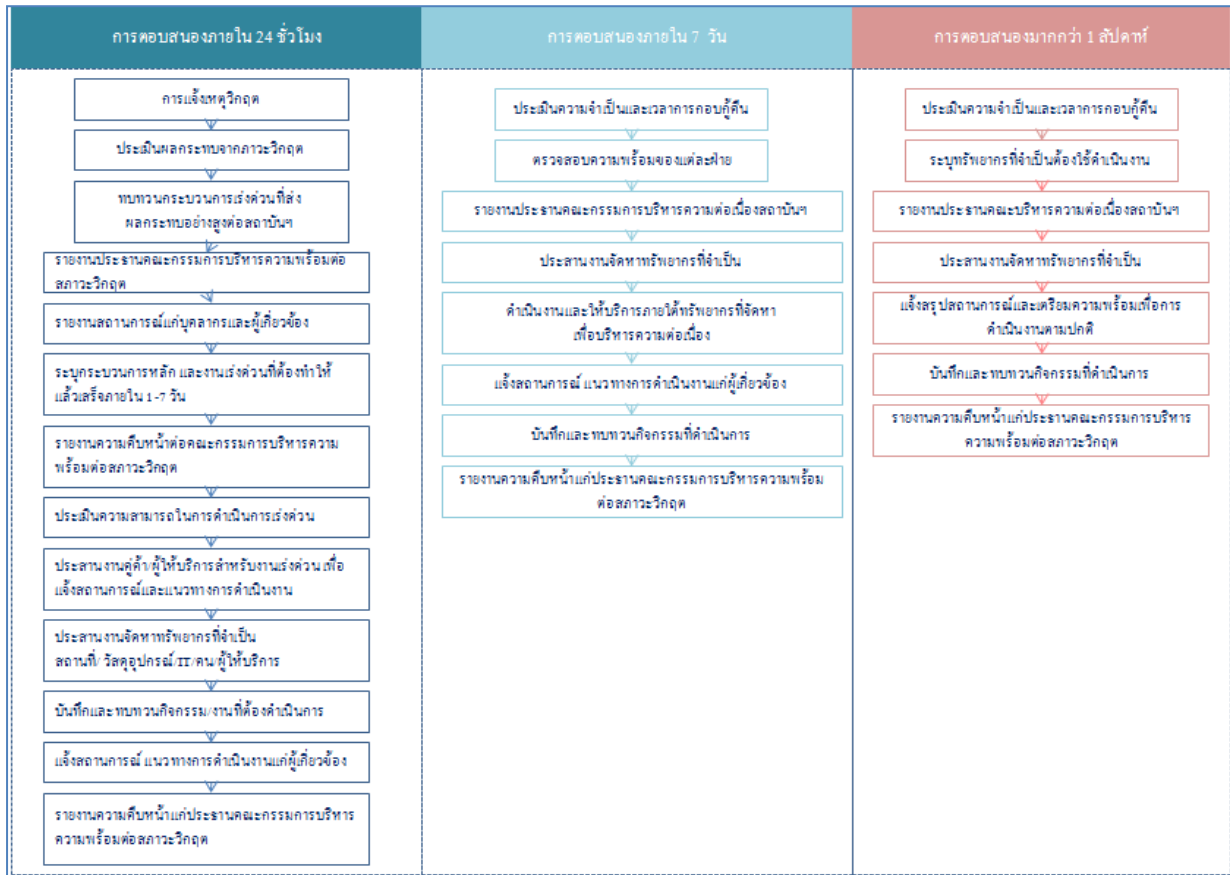 การตอบสนองภายใน 24 ชั่วโมง
การแจ้งเหตุวิกฤต
ประเมินผลกระทบจากภาวะวิกฤต
ทบทวนกระบวนการเร่งด่วนที่ส่ง
ผลกระทบอย่างสูงต่อสถาบันฯ
รายงานประธานคณะกรรมการบริหารความพร้อมต่อ
สภาวะวิกฤต
รายงานสถานการณ์แก่บุคลากรและผู้เกี่ยวข้อง
ระบุกระบวนการหลัก และงานเร่งด่วนที่ต้องทำให้
แล้วเสร็จภายใน 1-7 วัน
รายงานความคืบหน้าต่อคณะกรรมการบริหารความ
พร้อมต่อสภาวะวิกฤต
ประเมินความสามารถในการดำเนินการเร่งด่วน
ประสานงานคู่ค้า/ผู้ให้บริการสำหรับงานเร่งด่วน เพื่อ
แจ้งสถานการณ์และแนวทางการดำเนินงาน
ประสานงานจัดหาทรัพยากรที่จำเป็น
สถานที่/ วัสดุอุปกรณ์/IT/คน/ผู้ให้บริการ
บันทึกและทบทวนกิจกรรม/งานที่ต้องดำเนินการ
แจ้งสถานการณ์ แนวทางการดำเนินงานแก่ผู้เกี่ยวข้อง
รายงานความคืบหน้าแก่ประธานคณะกรรมการบริหาร
ความพร้อมต่อสภาวะวิกฤต
การตอบสนองภายใน 7 วัน
ประเมินความจำเป็นและเวลาการกอบกู้คืน
ตรวจสอบความพร้อมของแต่ละฝ่าย
รายงานประธานคณะกรรมการบริหารความต่อเนื่องสถาบันฯ
ประสานงานจัดหาทรัพยากรที่จำเป็น
ดำเนินงานและให้บริการภายใต้ทรัพยากรที่จัดหา
เพื่อบริหารความต่อเนื่อง
แจ้งสถานการณ์ แนวทางการดำเนินงานแก่ผู้เกี่ยวข้อง
บันทึกและทบทวนกิจกรรมที่ดำเนินการ
รายงานความคืบหน้าแก่ประธานคณะกรรมการบริหารความพร้อม
ต่อสภาวะวิกฤต
การตอบสนองมากกว่า 1 สัปดาห์
ประเมินความจำเป็นและเวลาการกอบกู้คืน
ระบุทรัพยากรที่จำเป็นต้องใช้ดำเนินงาน
รายงานประธานคณะบริหารความต่อเนื่องสถาบันฯ
ประสานงานจัดหาทรัพยากรที่จำเป็น
แจ้งสรุปสถานการณ์และเตรียมความพร้อมเพื่อการ
ดำเนินงานตามปกติ
บันทึกและทบทวนกิจกรรมที่ดำเนินการ
รายงานความคืบหน้าแก่ประธานคณะกรรมการบริหาร
ความพร้อมต่อสภาวะวิกฤต